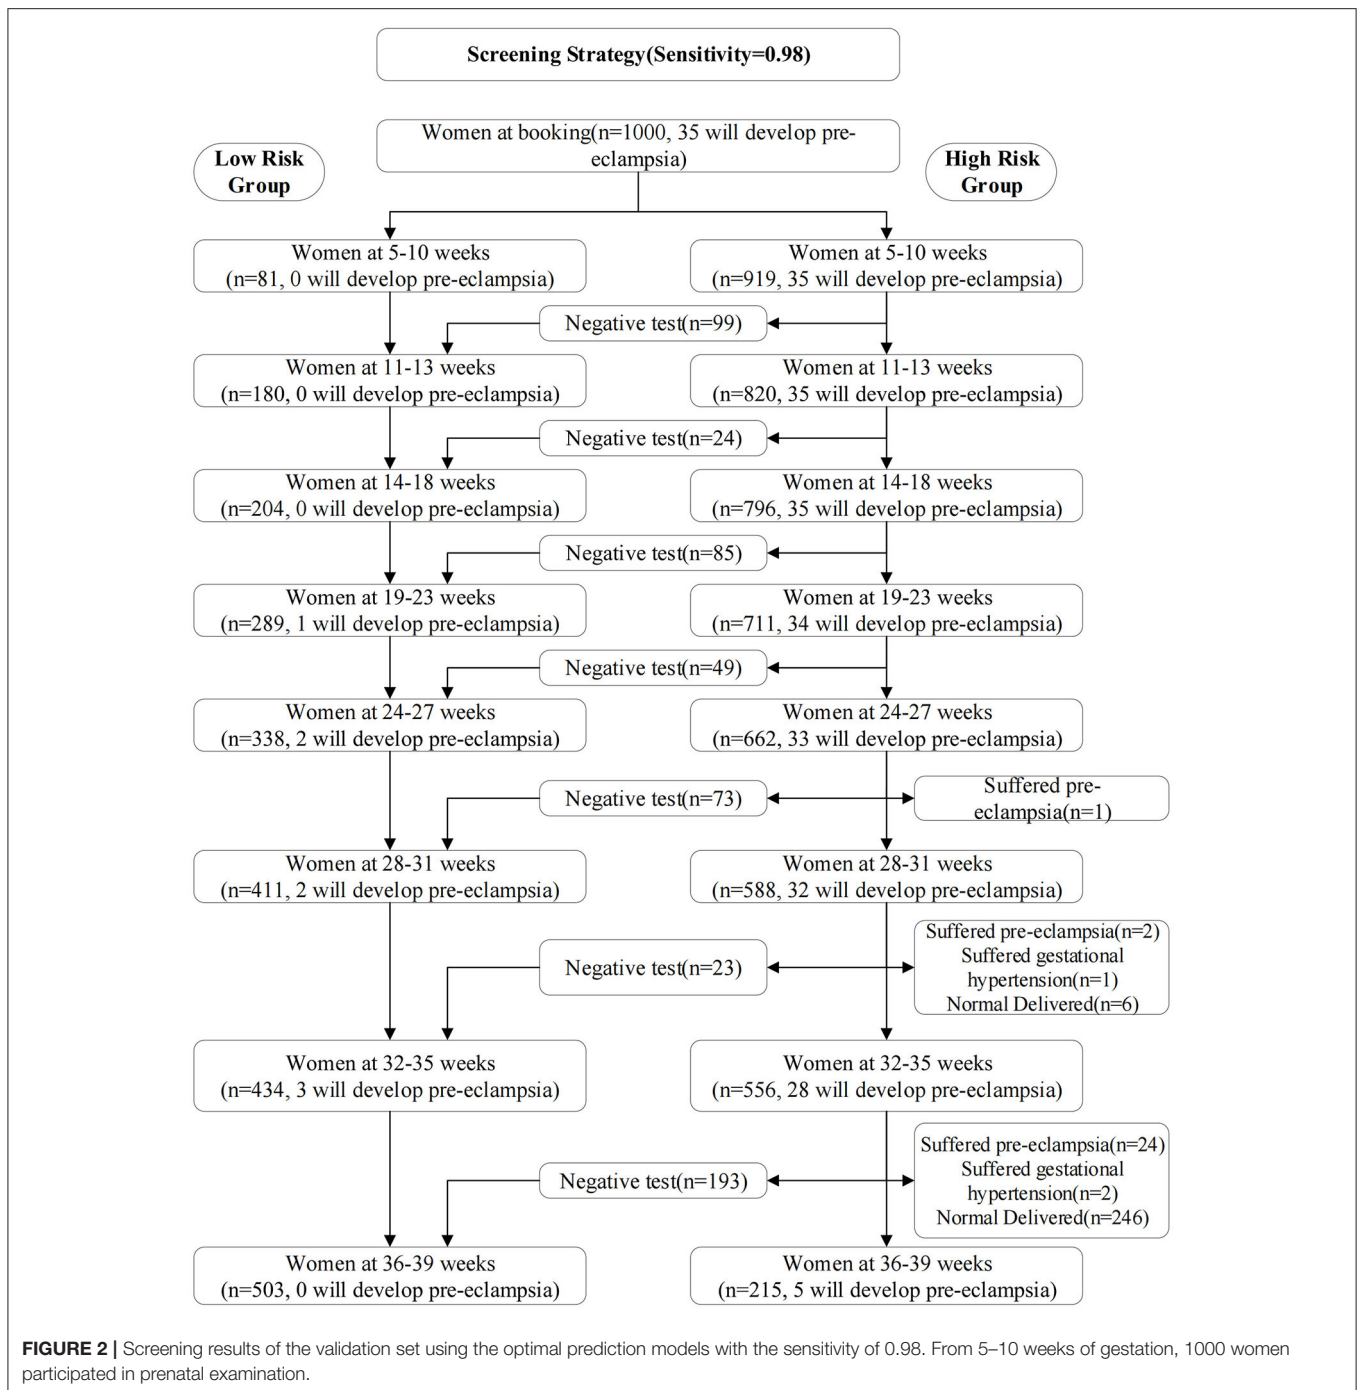 Screening Strategy(Sensitivity=0.98)
Women at booking(n=1000, 35 will develop pre-
eclampsia)
Low Risk
Group
High Risk
Group
Women at 5-10 weeks
(n=81, 0 will develop pre-eclampsia)
Women at 5-10 weeks
(n=919, 35 will develop pre-eclampsia)
Negative test(n=99)
Women at 11-13 weeks
(n=180, 0 will develop pre-eclampsia)
Women at 11-13 weeks
(n=820, 35 will develop pre-eclampsia)
Negative test(n=24)
Women at 14-18 weeks
(n=204, 0 will develop pre-eclampsia)
Women at 14-18 weeks
(n=796, 35 will develop pre-eclampsia)
Negative test(n=85)
Women at 19-23 weeks
(n=289, 1 will develop pre-eclampsia)
Women at 19-23 weeks
(n=711, 34 will develop pre-eclampsia)
Negative test(n=49)
Women at 24-27 weeks
(n=338, 2 will develop pre-eclampsia)
Women at 24-27 weeks
(n=662, 33 will develop pre-eclampsia)
Negative test(n=73)
Suffered pre-
eclampsia(n=1)
Women at 28-31 weeks
(n=411, 2 will develop pre-eclampsia)
Women at 28-31 weeks
(n=588, 32 will develop pre-eclampsia)
Negative test(n=23)
Suffered pre-eclampsia(n=2)
Suffered gestational
hypertension(n=1)
Normal Delivered(n=6)
Women at 32-35 weeks
(n=434, 3 will develop pre-eclampsia)
Women at 32-35 weeks
(n=556, 28 will develop pre-eclampsia)
Negative test(n=193)
Suffered pre-eclampsia(n=24)
Suffered gestational
hypertension(n=2)
Normal Delivered(n=246)
Women at 36-39 weeks
(n=503, 0 will develop pre-eclampsia)
Women at 36-39 weeks
(n=215, 5 will develop pre-eclampsia)
FIGURE 2 | Screening results of the validation set using the optimal prediction models with the sensitivity of 0.98. From 5–10 weeks of gestation, 1000 women
participated in prenatal examination.